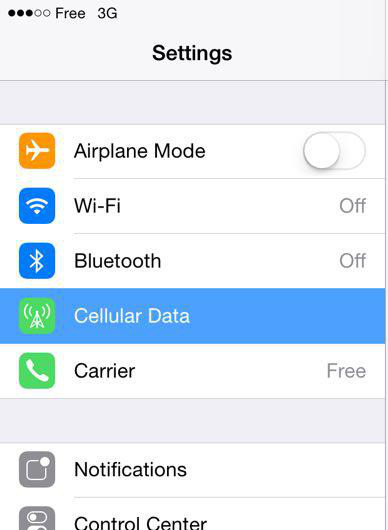 Free 3G
Settings
Airplane Mode
Wi-Fi Off
Bluetooth Off
Cellular Data
Carrier Free
Notifications
Control Center